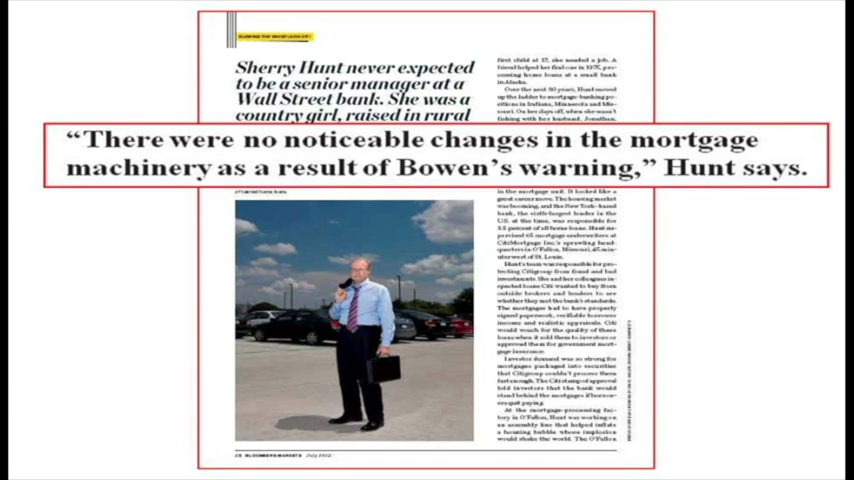 BLOWING THE WHISTLE ON CITI
Sherry Hunt never expected
to be a senior manager at a
Wall Street bank. She was a
country girl, raised in rural
first child at 17, she needed a job. A
friend helped her find one in 1975, pro-
cessing home loans at a small bank
in Alaska.
Over the next 30 years, Hunt moved
up the ladder to mortgage-banking po-
sitions in Indiana, Minnesota and Mis-
souri. On her days off, when she wasn't
fishing with her husband, Jonathan,
“There were no noticeable changes in the mortgage
machinery as a result of Bowen’s warning,” Hunt says.
of tainted home loans.
in the mortgage unit. It looked like a
great career move. The housing market
was booming, and the New York-based
bank, the sixth-largest lender in the
U.S. at the time, was responsible for
3.5 percent of all home loans. Hunt su-
pervised 65 mortgage underwriters at
CitiMortgage Inc.'s sprawling head-
quarters in O'Fallon, Missouri, 45 min-
utes west of St. Louis.
Hunt's team was responsible for pro-
tecting Citigroup from fraud and bad
investments. She and her colleagues in-
spected loans Citi wanted to buy from
outside brokers and lenders to see
whether they met the bank's standards.
The mortgages had to have properly
signed paperwork, verifiable borrower
income and realistic appraisals. Citi
would vouch for the quality of these
loans when it sold them to investors or
approved them for government mort-
gage insurance.
Investor demand was so strong for
mortgages packaged into securities
that Citigroup couldn't process them
fast enough. The Citi stamp of approval
told investors that the bank would
stand behind the mortgages if borrow-
ers quit paying.
At the mortgage-processing fac-
tory in O'Fallon, Hunt was working on
an assembly line that helped inflate
a housing bubble whose implosion
would shake the world. The O'Fallon
28 BLOOMBERG MARKETS July 2012